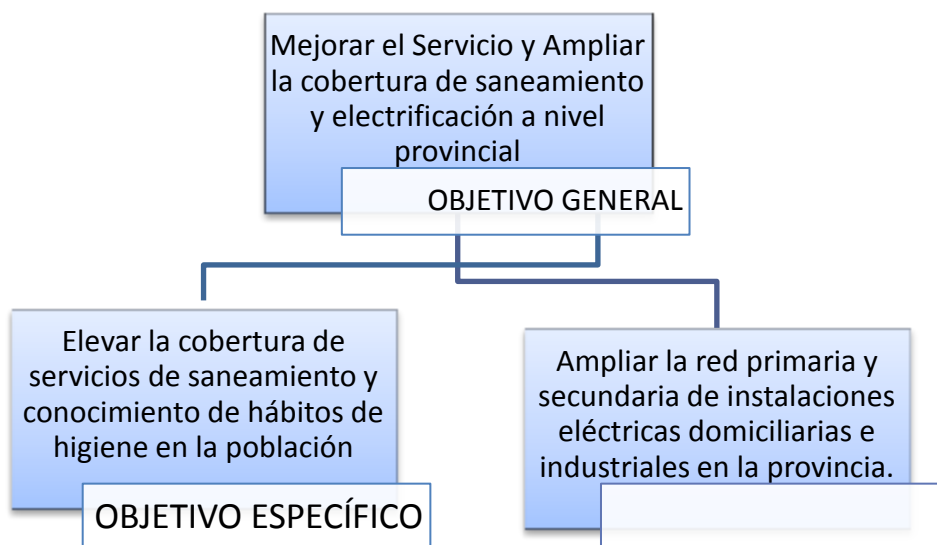 Mejorar el Servicio y Ampliar
la cobertura de saneamiento
y electrificación a nivel
provincial
OBJETIVO GENERAL
Elevar la cobertura de
servicios de saneamiento y
conocimiento de hábitos de
higiene en la población
OBJETIVO ESPECÍFICO
Ampliar la red primaria y
secundaria de instalaciones
eléctricas domiciliarias e
industriales en la provincia.